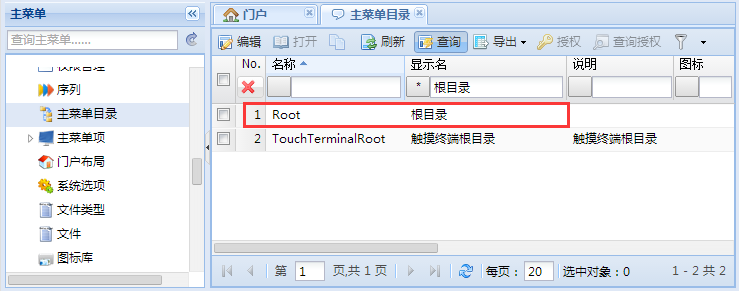 主菜单
查询主菜单......
权限管理
序列
主菜单目录
主菜单项
门户布局
系统选项
文件类型
文件
图标库
门户 主菜单目录
编辑 打开 刷新 查询 导出 授权 查询授权
No. 名称 显示名 说明 图标
* 根目录
1 Root 根目录
2 TouchTerminalRoot 触摸终端根目录 触摸终端根目录
第 1 页,共 1 页 每页： 20 选中对象：0 1 - 2 共 2